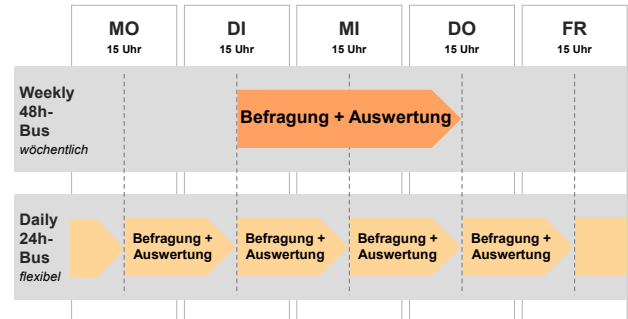 MO
15 Uhr
DI
15 Uhr
MI
15 Uhr
DO
15 Uhr
FR
15 Uhr
Weekly
48h-
Bus
wöchentlich
Befragung + Auswertung
Daily
24h-
Bus
flexibel
Befragung +
Auswertung
Befragung +
Auswertung
Befragung +
Auswertung
Befragung +
Auswertung